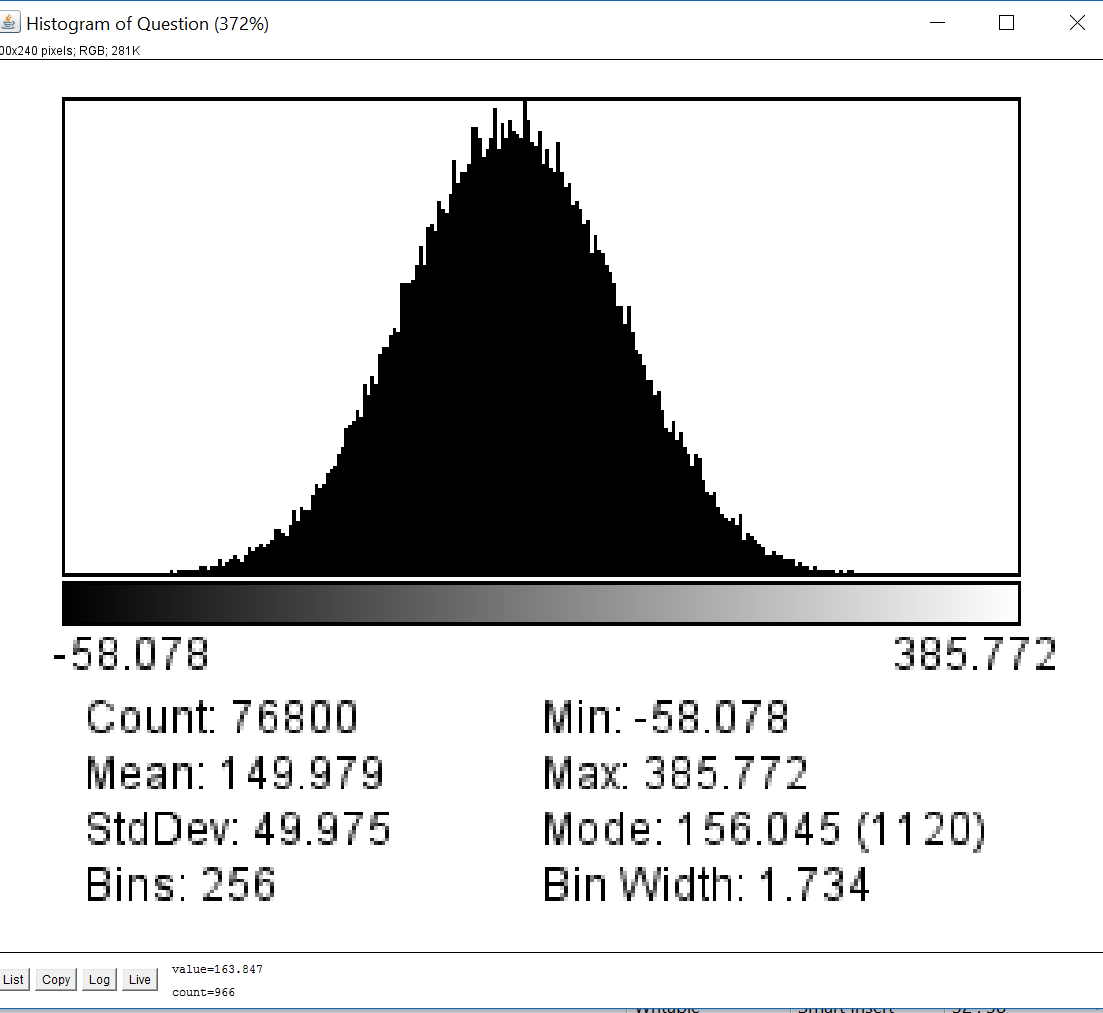 Histogram of Question (372%)
00x240 pixels; RGB; 281K
-58.078 385.772
Count: 76800 Min: -58.078
Mean: 149.979 Max: 385.772
StdDev: 49.975 Mode: 156.045 (1120)
Bins: 256 Bin Width: 1.734
List Copy Log Live value=163.847
count=966